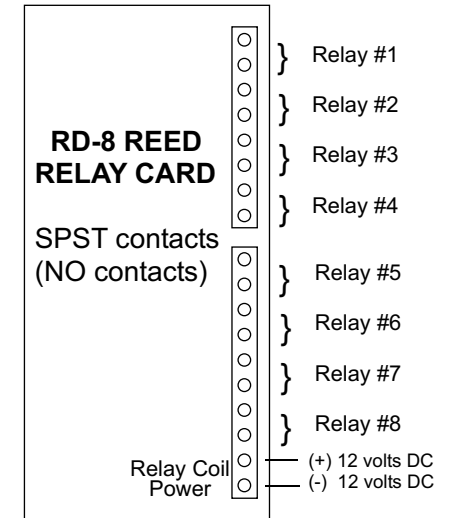 Relay #1
Relay #2
RD-8 REED
RELAY CARD
Relay #3
Relay #4
SPST contacts
(NO contacts)
Relay #5
Relay #6
Relay #7
Relay #8
Relay Coil
Power
(+) 12 volts DC
(-) 12 volts DC